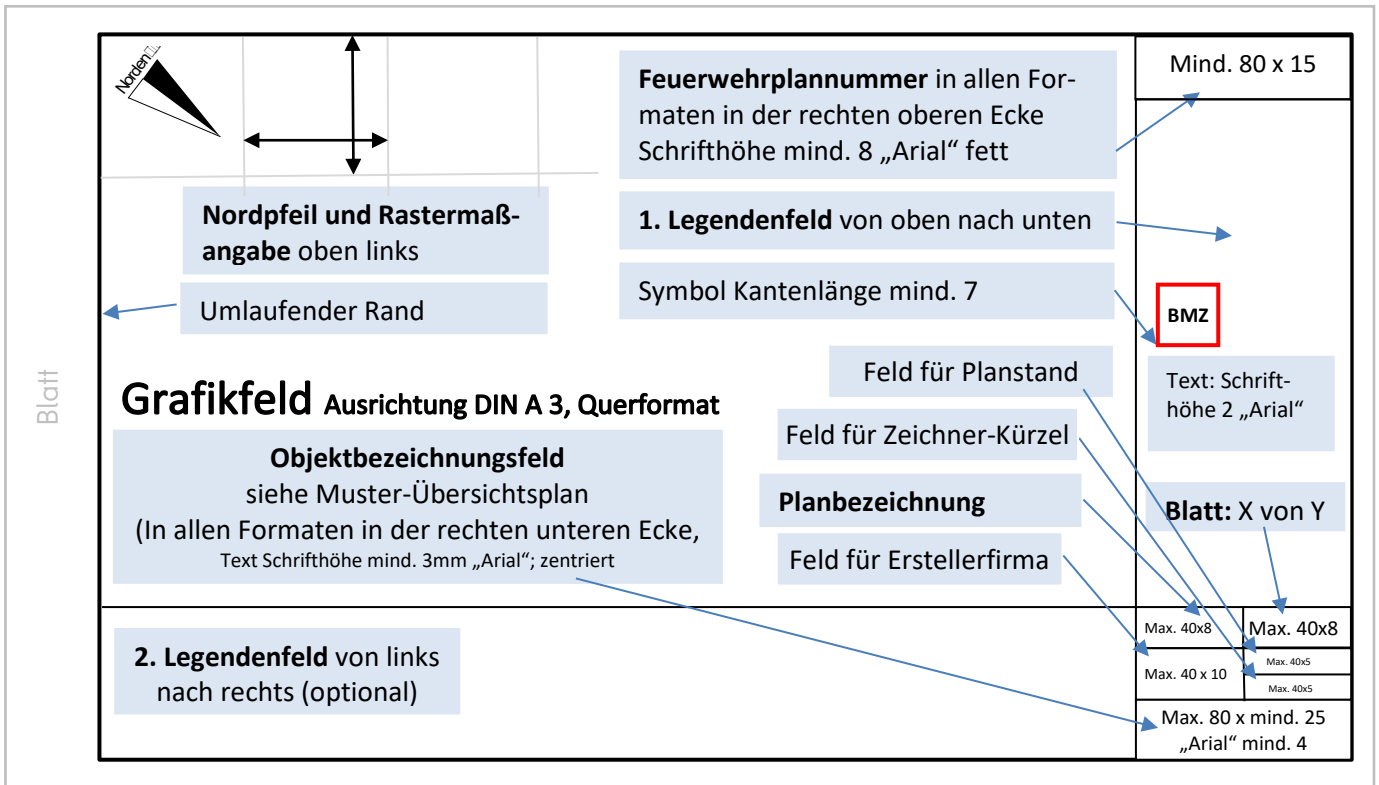 Norden
Mind. 80 x 15
Feuerwehrplannummer in allen For-
maten in der rechten oberen Ecke
Schrifthöhe mind. 8 „Arial“ fett
Nordpfeil und Rastermaß-
angabe oben links
1. Legendenfeld von oben nach unten
Umlaufender Rand
Symbol Kantenlänge mind. 7
BMZ
Blatt
Feld für Planstand
Text: Schrift-
höhe 2 „Arial“
Grafikfeld Ausrichtung DIN A 3, Querformat
Feld für Zeichner-Kürzel
Objektbezeichnungsfeld
siehe Muster-Übersichtsplan
(In allen Formaten in der rechten unteren Ecke,
Text Schrifthöhe mind. 3mm „Arial“; zentriert
Planbezeichnung
Blatt: X von Y
Feld für Erstellerfirma
Max. 40x8
Max. 40x8
2. Legendenfeld von links
nach rechts (optional)
Max. 40 x 10
Max. 40x5
Max. 40x5
Max. 80 x mind. 25
„Arial“ mind. 4